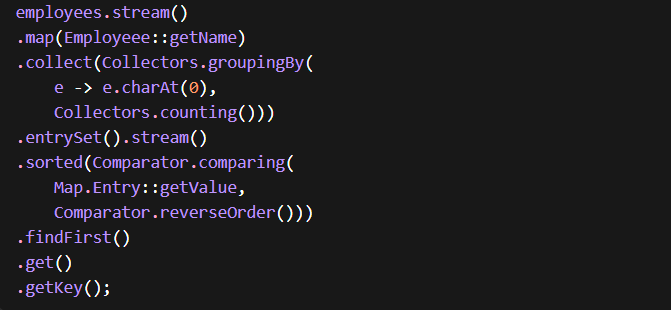 employees.stream()
.map(Employeee::getName)
.collect(Collectors.groupingBy(
    e -> e.charAt(0),
    Collectors.counting()))
.entrySet().stream()
.sorted(Comparator.comparing(
    Map.Entry::getValue,
    Comparator.reverseOrder()))
.findFirst()
.get()
.getKey();